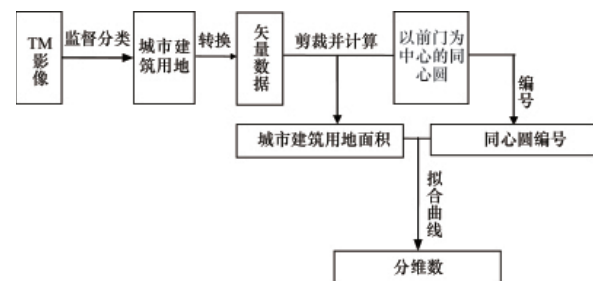 TM
影像
监督分类
城市建
筑用地
转换
矢
量
数
据
剪裁并计算
以前门为
中心的同
心圆
编
号
城市建筑用地面积
同心圆编号
拟
合
曲
线
分维数